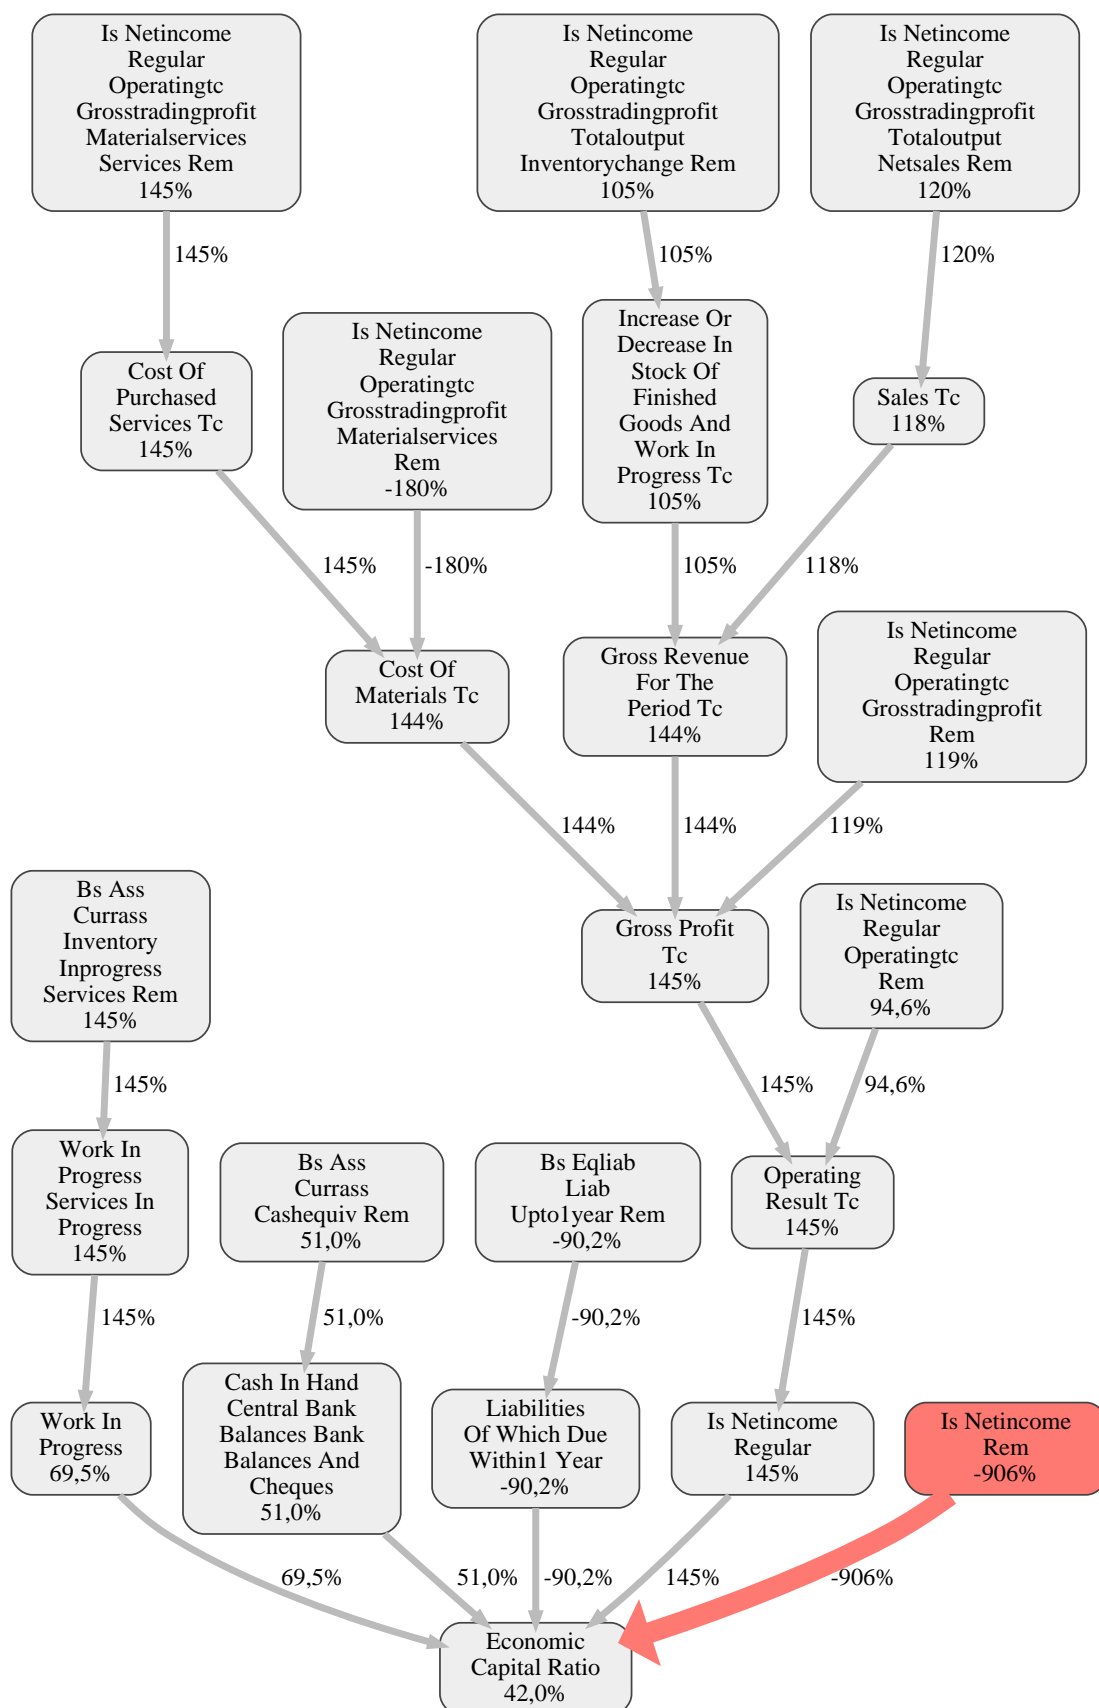 Is Netincome
Regular
Operatingtc
Grosstradingprofit
Materialservices
Services Rem
145%
Is Netincome
Regular
Operatingtc
Grosstradingprofit
Totaloutput
Inventorychange Rem
105%
Is Netincome
Regular
Operatingtc
Grosstradingprofit
Totaloutput
Netsales Rem
120%
145%
105%
120%
Cost Of
Purchased
Services Tc
145%
Is Netincome
Regular
Operatingtc
Grosstradingprofit
Materialservices
Rem
-180%
Increase Or
Decrease In
Stock Of
Finished
Goods And
Work In
Progress Tc
105%
Sales Tc
118%
145%
-180%
105%
118%
Cost Of
Materials Tc
144%
Gross Revenue
For The
Period Tc
144%
Is Netincome
Regular
Operatingtc
Grosstradingprofit
Rem
119%
144%
144%
119%
Bs Ass
Currass
Inventory
Inprogress
Services Rem
145%
Gross Profit
Tc
145%
Is Netincome
Regular
Operatingtc
Rem
94,6%
145%
145%
94,6%
Work In
Progress
Services In
Progress
145%
Bs Ass
Currass
Cashequiv Rem
51,0%
Bs Eqliab
Liab
Upto1year Rem
-90,2%
Operating
Result Tc
145%
145%
51,0%
-90,2%
145%
Work In
Progress
69,5%
Cash In Hand
Central Bank
Balances Bank
Balances And
Cheques
51,0%
Liabilities
Of Which Due
Within1 Year
-90,2%
Is Netincome
Regular
145%
Is Netincome
Rem
-906%
69,5%
51,0%
-90,2%
145%
-906%
Economic
Capital Ratio
42,0%